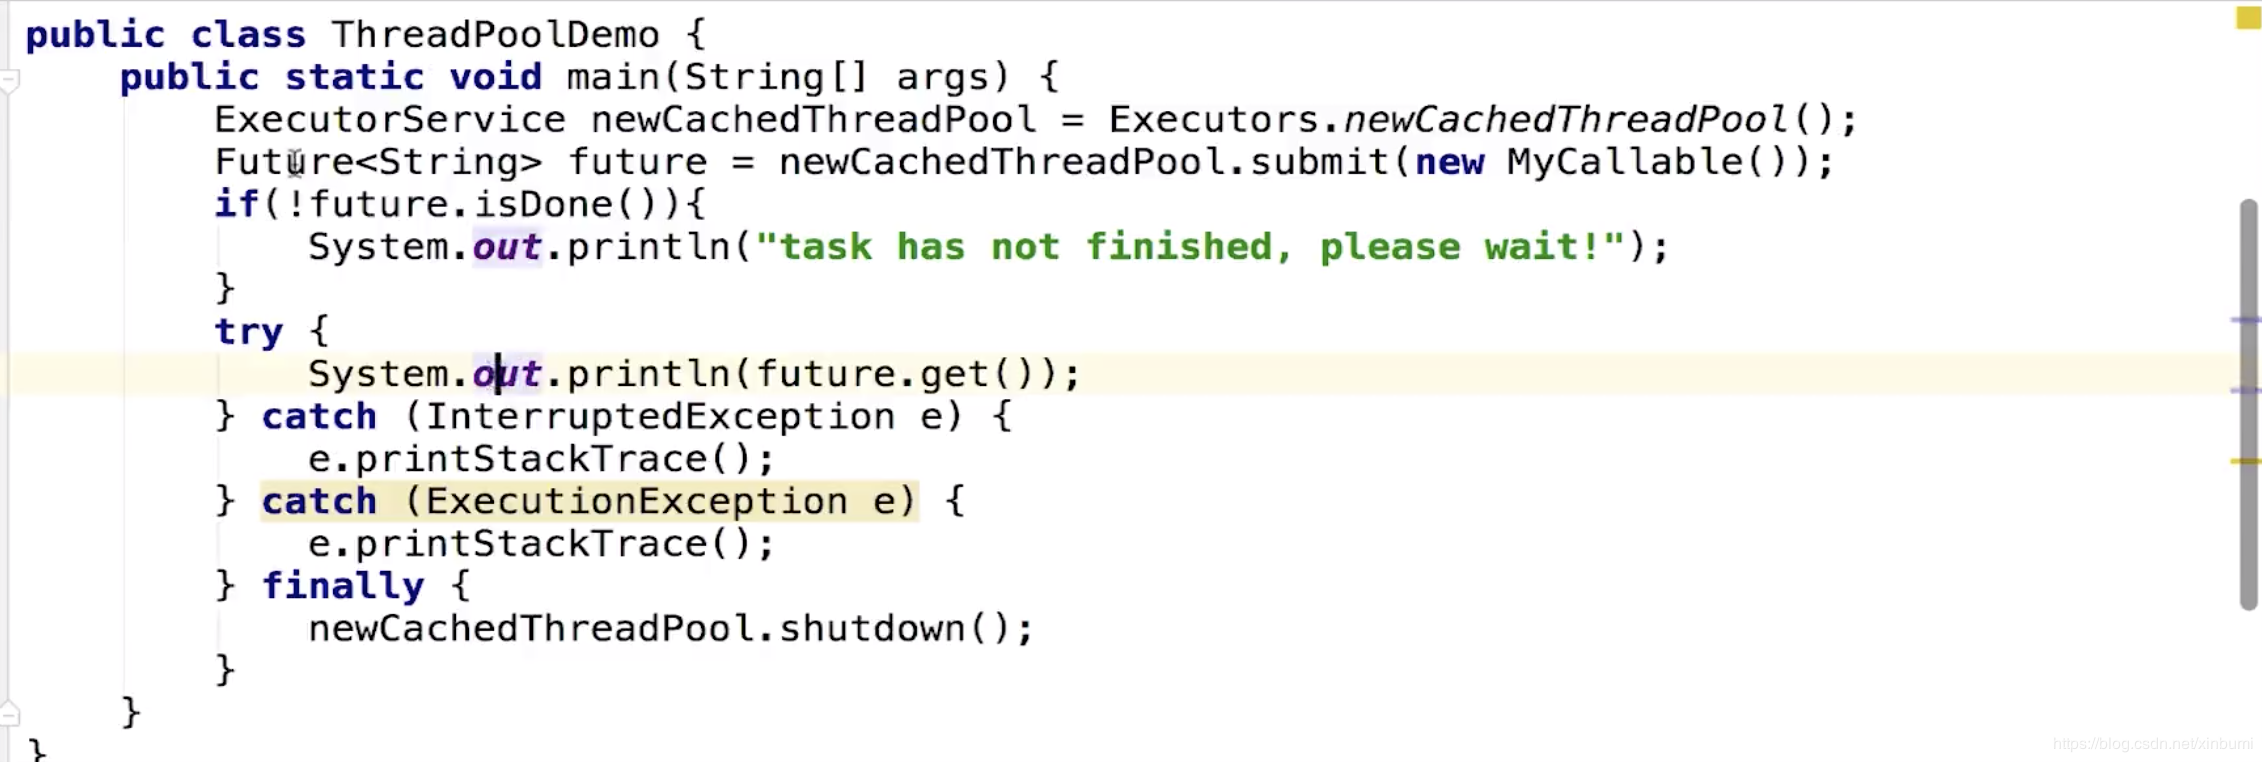 public class ThreadPoolDemo {
    public static void main(String[] args) {
        ExecutorService newCachedThreadPool = Executors.newCachedThreadPool();
        Future<String> future = newCachedThreadPool.submit(new MyCallable());
        if(!future.isDone()){
            System.out.println("task has not finished, please wait!");
        }
        try {
            System.out.println(future.get());
        } catch (InterruptedException e) {
            e.printStackTrace();
        } catch (ExecutionException e) {
            e.printStackTrace();
        } finally {
            newCachedThreadPool.shutdown();
        }
    }
}
https://blog.csdn.net/xinbumi